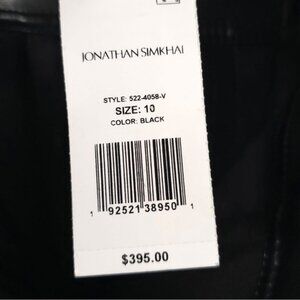 JONATHAN SIMKHAI
STYLE: 522-4058-V
SIZE: 10
COLOR: BLACK
1 92521 38950 1
$395.00